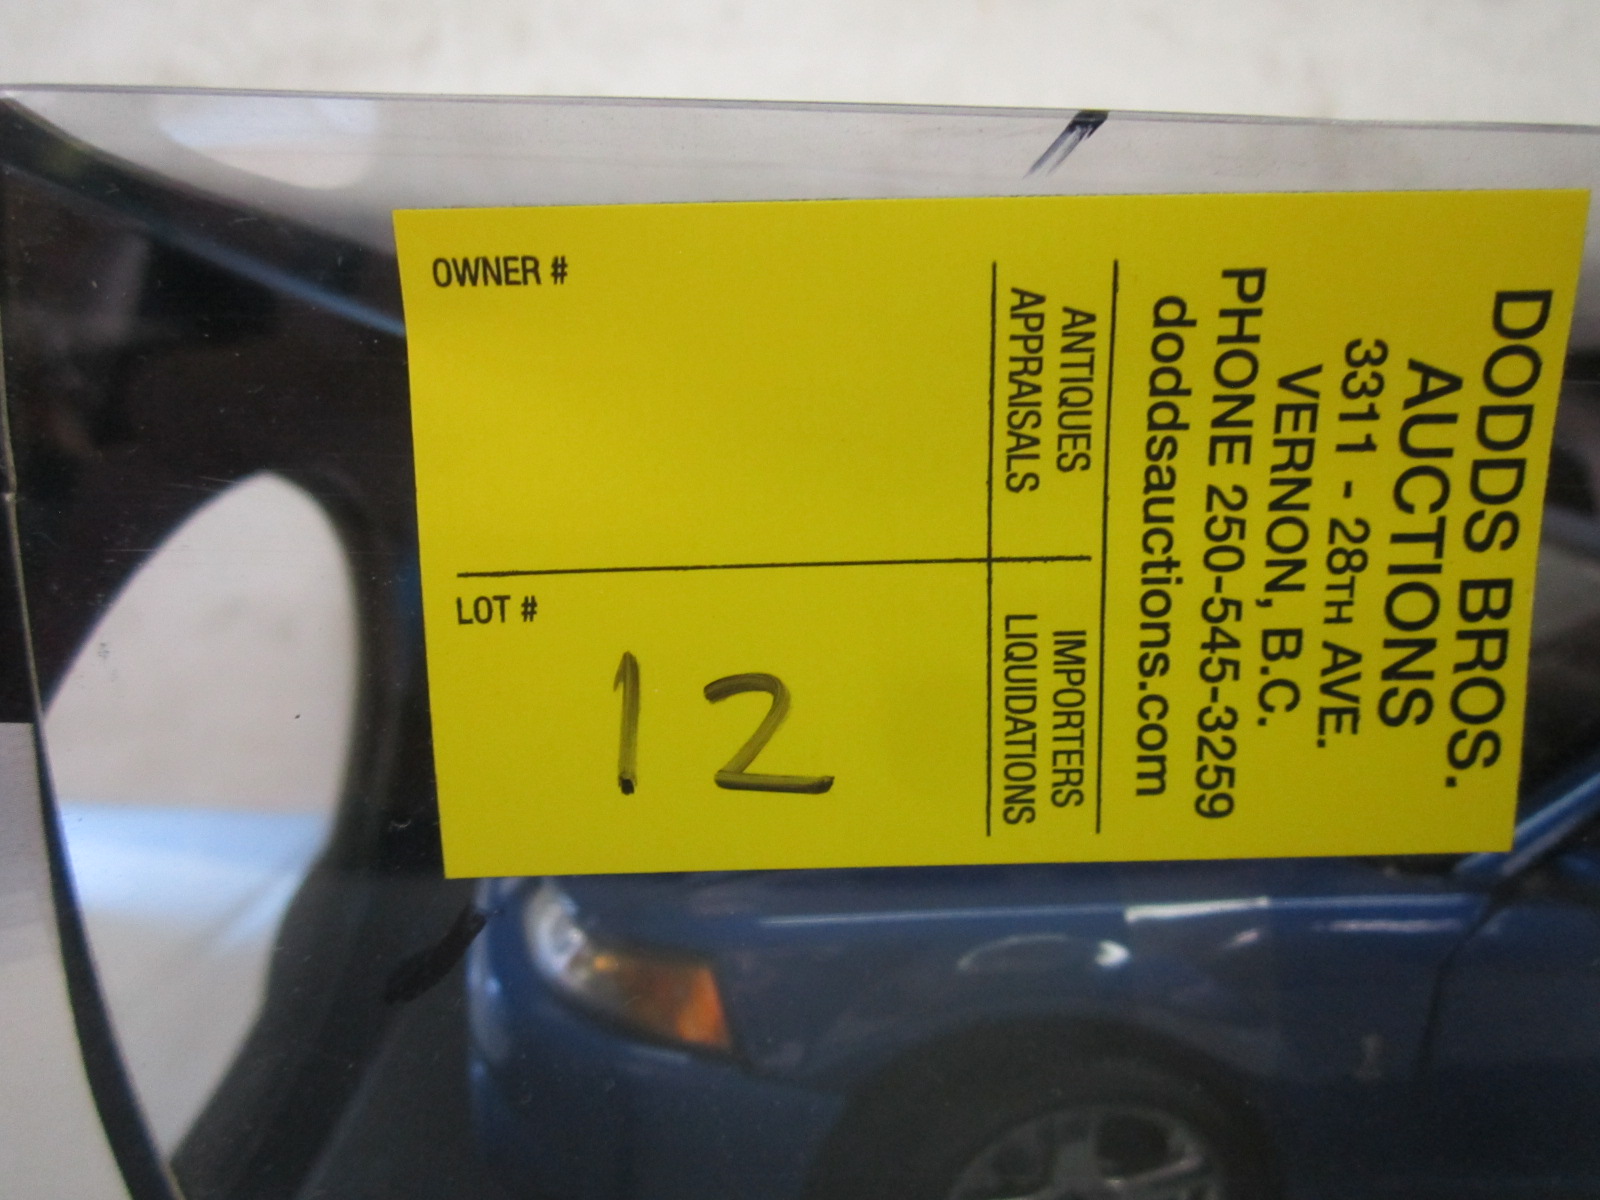 DODDS BROS.
AUCTIONS
3311 - 28TH AVE.
VERNON, B.C.
PHONE 250-545-3259
doddsauctions.com
ANTIQUES
APPRAISALS
IMPORTERS
LIQUIDATIONS
OWNER #
LOT #
12